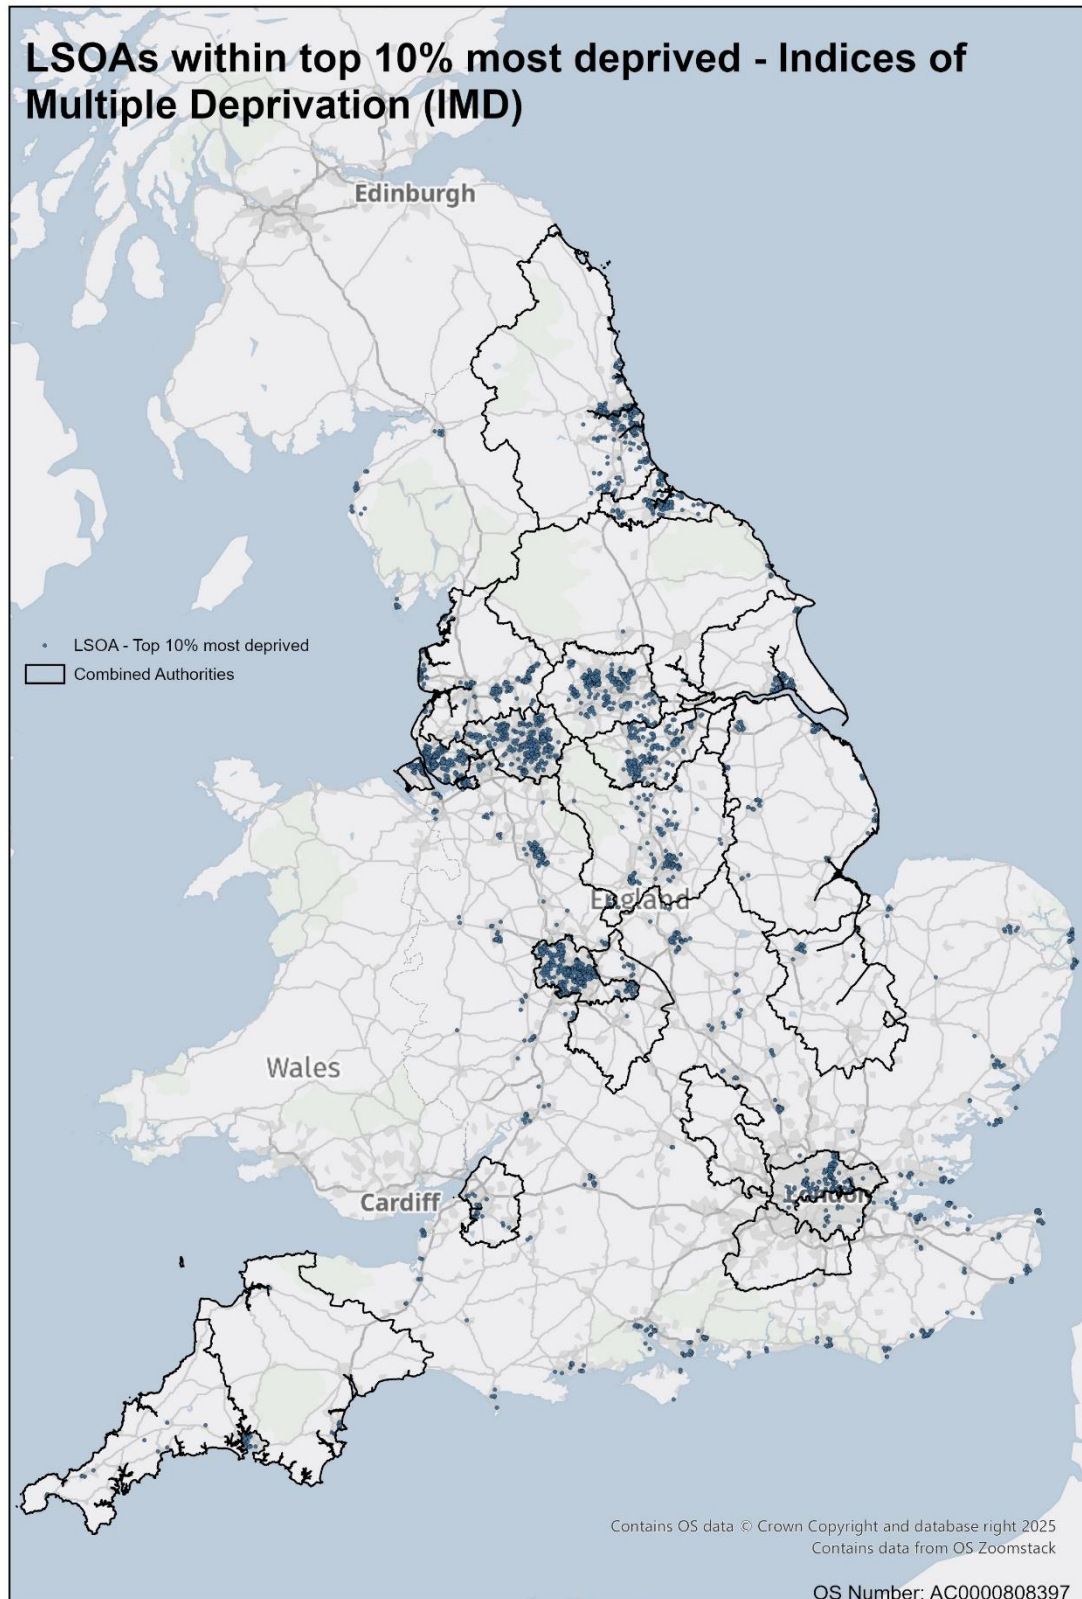 LSOAs within top 10% most deprived - Indices of
Multiple Deprivation (IMD)
Edinburgh
LSOA - Top 10% most deprived
Combined Authorities
England
Wales
Cardiff
London
Contains OS data © Crown Copyright and database right 2025
Contains data from OS Zoomstack
OS Number: AC0000808397